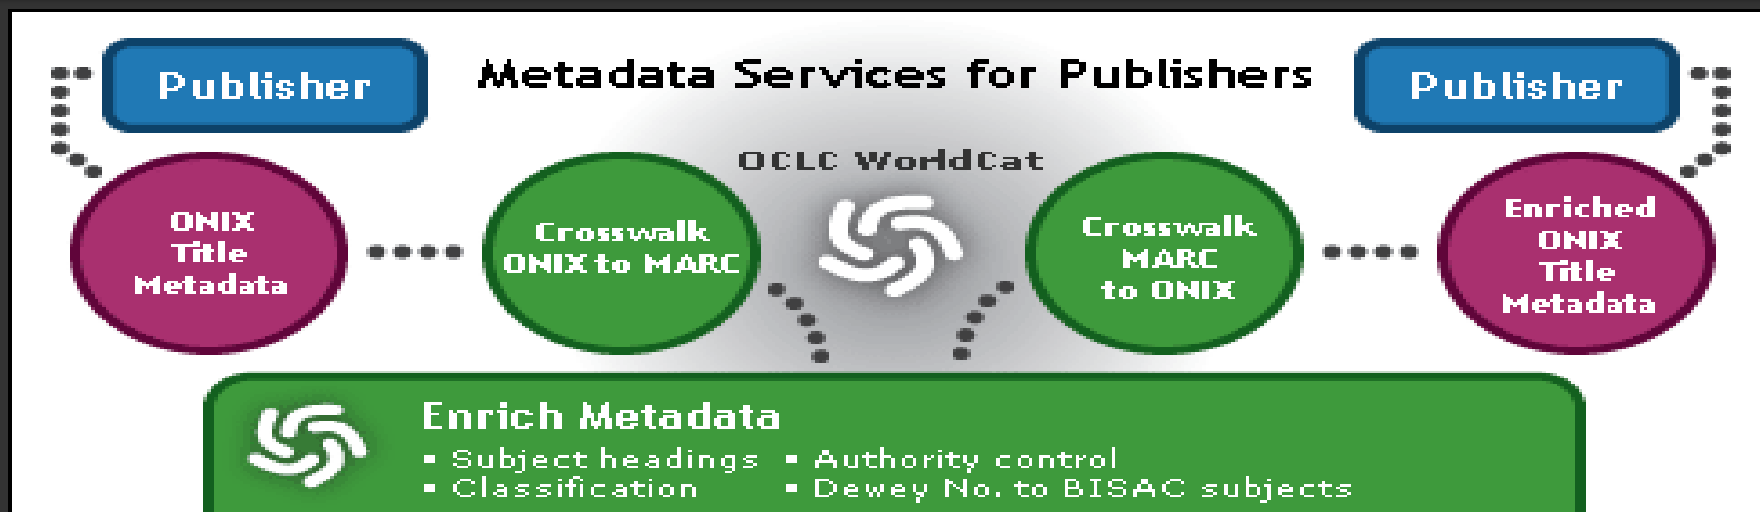 Publisher
Metadata Services for Publishers
Publisher
OCLC WorldCat
ONIX
Title
Metadata
Crosswalk
ONIX to MARC
Crosswalk
MARC
to ONIX
Enriched
ONIX
Title
Metadata
Enrich Metadata
▪ Subject headings ▪ Authority control
▪ Classification ▪ Dewey No. to BISAC subjects